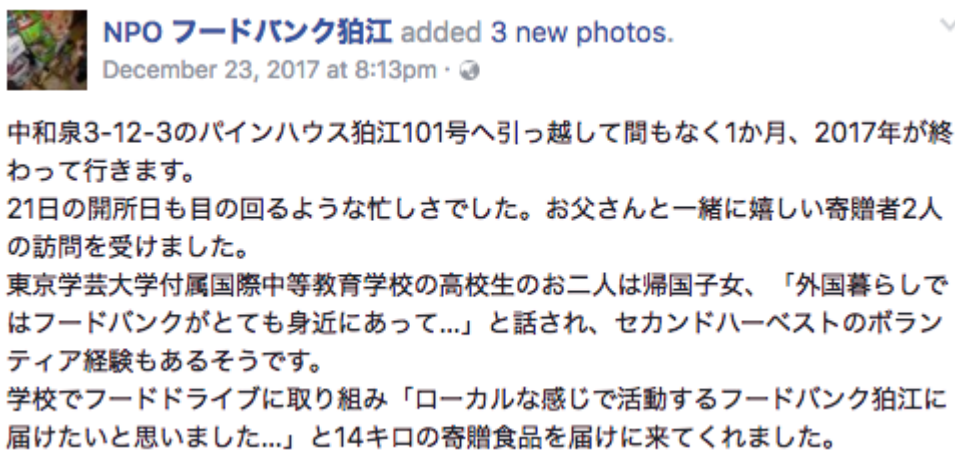 NPO フードバンク狛江 added 3 new photos.
December 23, 2017 at 8:13pm ·
中和泉3-12-3のパインハウス狛江101号へ引っ越して間もなく1か月、2017年が終
わって行きます。
21日の開所日も目の回るような忙しさでした。お父さんと一緒に嬉しい寄贈者2人
の訪問を受けました。
東京学芸大学付属国際中等教育学校の高校生のお二人は帰国子女、「外国暮らしで
はフードバンクがとても身近にあって...」と話され、セカンドハーベストのボラン
ティア経験もあるそうです。
学校でフードドライブに取り組み「ローカルな感じで活動するフードバンク狛江に
届けたいと思いました...」と14キロの寄贈食品を届けに来てくれました。